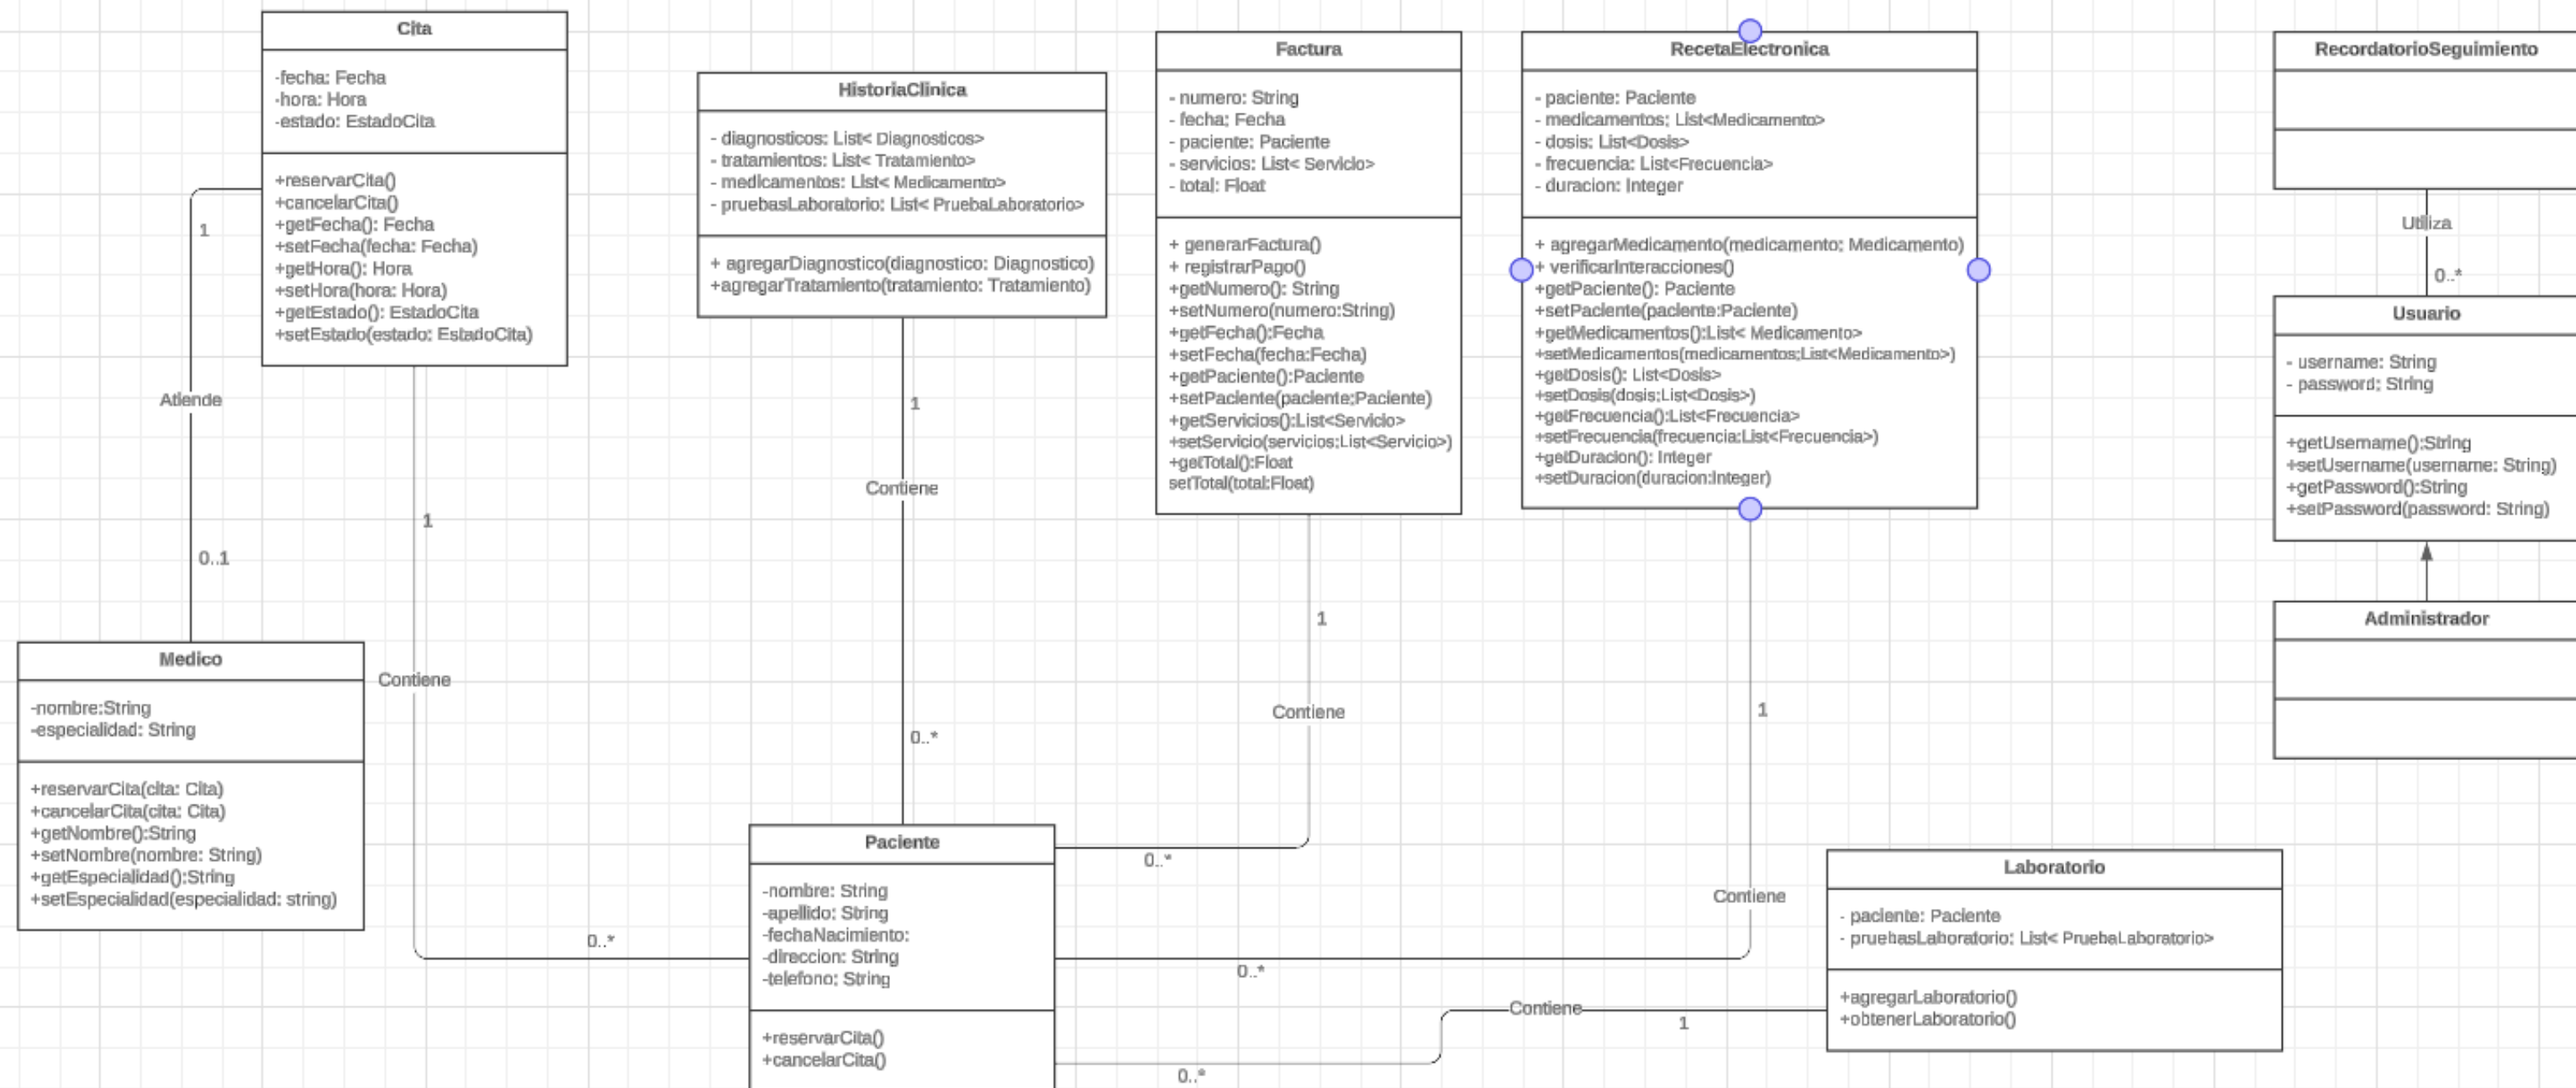 Cita
-fecha: Fecha
-hora: Hora
-estado: EstadoCita
+reservarCita()
+cancelarCita()
+getFecha(): Fecha
+setFecha(fecha: Fecha)
+getHora(): Hora
+setHora(hora: Hora)
+getEstado(): EstadoCita
+setEstado(estado: EstadoCita)
HistoriaClinica
- diagnosticos: List< Diagnosticos>
- tratamientos: List< Tratamiento>
- medicamentos: List< Medicamento>
- pruebasLaboratorio: List< PruebaLaboratorio>
+ agregarDiagnostico(diagnostico: Diagnostico)
+agregarTratamiento(tratamiento: Tratamiento)
Factura
- numero: String
- fecha: Fecha
- paciente: Paciente
- servicios: List< Servicio>
- total: Float
+ generarFactura()
+ registrarPago()
+getNumero(): String
+setNumero(numero:String)
+getFecha():Fecha
+setFecha(fecha:Fecha)
+getPaciente():Paciente
+setPaciente(paciente:Paciente)
+getServicios():List<Servicio>
+setServicio(servicios:List<Servicio>)
+getTotal():Float
setTotal(total:Float)
RecetaElectronica
- paciente: Paciente
- medicamentos: List<Medicamento>
- dosis: List<Dosis>
- frecuencia: List<Frecuencia>
- duracion: Integer
+ agregarMedicamento(medicamento: Medicamento)
+ verificarInteracciones()
+getPaciente(): Paciente
+setPaciente(paciente:Paciente)
+getMedicamentos():List< Medicamento>
+setMedicamentos(medicamentos:List<Medicamento>)
+getDosis(): List<Dosis>
+setDosis(dosis:List<Dosis>)
+getFrecuencia():List<Frecuencia>
+setFrecuencia(frecuencia:List<Frecuencia>)
+getDuracion(): Integer
+setDuracion(duracion:Integer)
RecordatorioSeguimiento
Utiliza
0..*
Usuario
- username: String
- password: String
+getUsername():String
+setUsername(username: String)
+getPassword():String
+setPassword(password: String)
Administrador
1
Atiende
0..1
1
Contiene
0..*
1
Contiene
0..*
1
Contiene
0..*
1
Contiene
0..*
Contiene
1
0..*
Medico
-nombre:String
-especialidad: String
+reservarCita(cita: Cita)
+cancelarCita(cita: Cita)
+getNombre():String
+setNombre(nombre: String)
+getEspecialidad():String
+setEspecialidad(especialidad: string)
Paciente
-nombre: String
-apellido: String
-fechaNacimiento:
-direccion: String
-telefono: String
+reservarCita()
+cancelarCita()
Laboratorio
- paciente: Paciente
- pruebasLaboratorio: List< PruebaLaboratorio>
+agregarLaboratorio()
+obtenerLaboratorio()